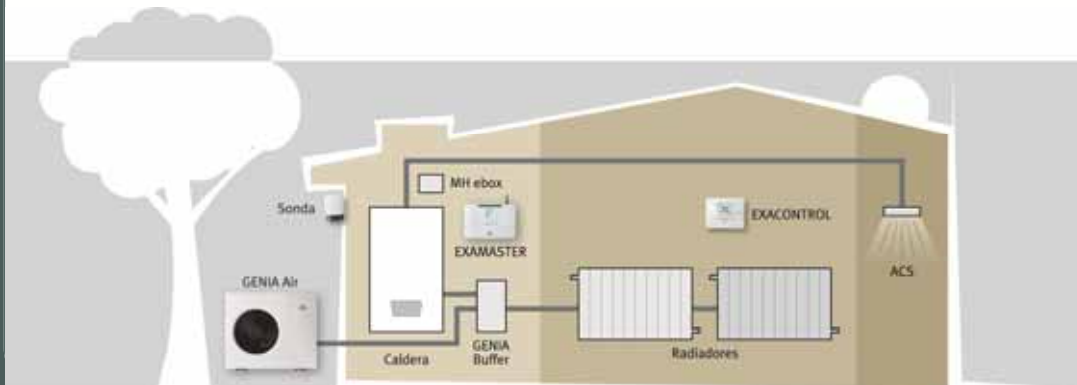 MH ebox
Sonda
EXAMASTER
EXACONTROL
ACS
GENIA Air
Caldera
GENIA
Buffer
Radiadores